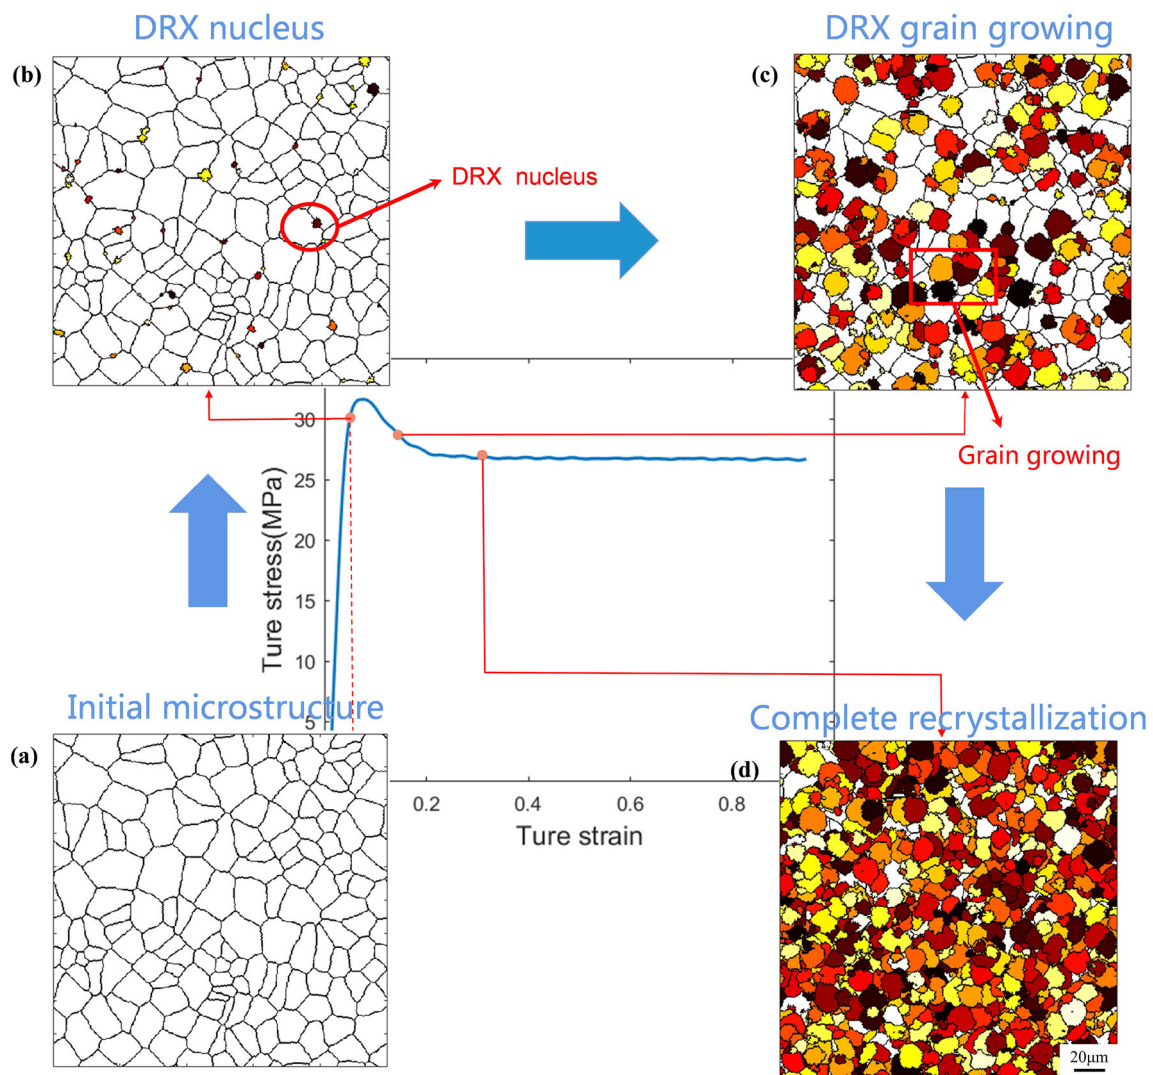 DRX nucleus
DRX grain growing
(b)
(c)
DRX nucleus
Grain growing
30
25
20
15
10
5
Ture stress(MPa)
Initial microstructure
Complete recrystallization
(a)
(d)
0.2
0.4
0.6
0.8
Ture strain
20μm